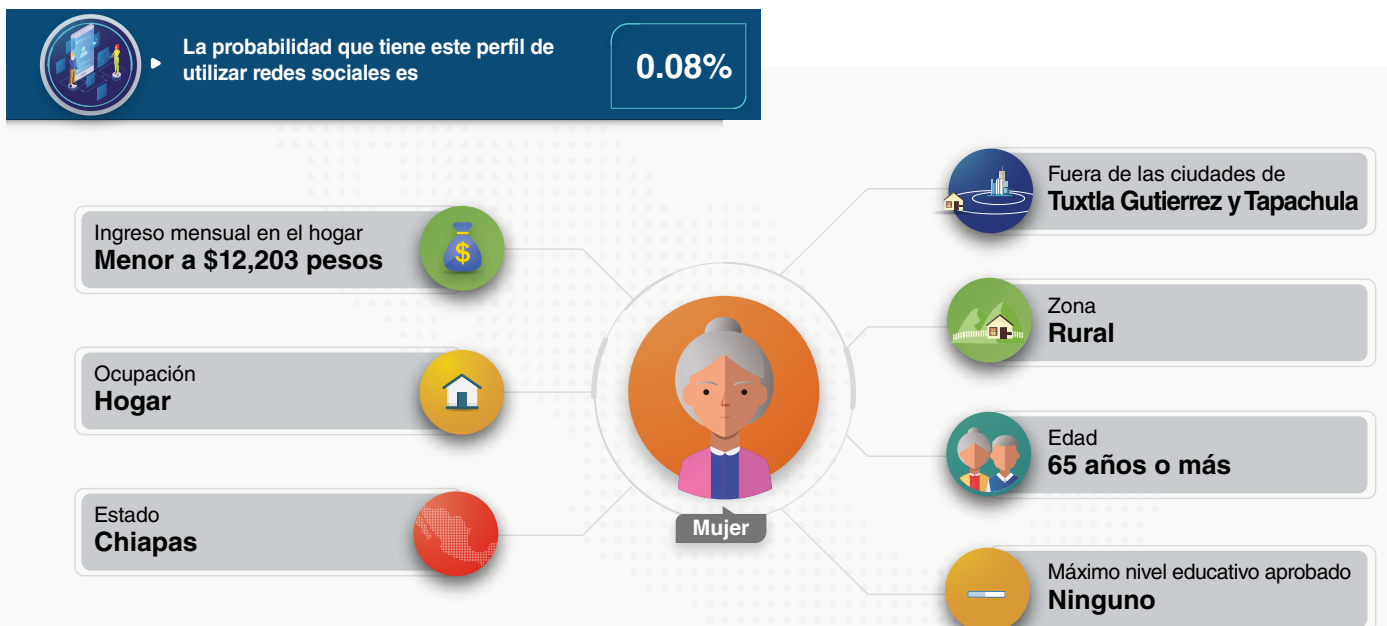 La probabilidad que tiene este perfil de
utilizar redes sociales es
0.08%
Ingreso mensual en el hogar
Menor a $12,203 pesos
$
Ocupación
Hogar
Estado
Chiapas
Mujer
Fuera de las ciudades de
Tuxtla Gutierrez y Tapachula
Zona
Rural
Edad
65 años o más
Máximo nivel educativo aprobado
Ninguno